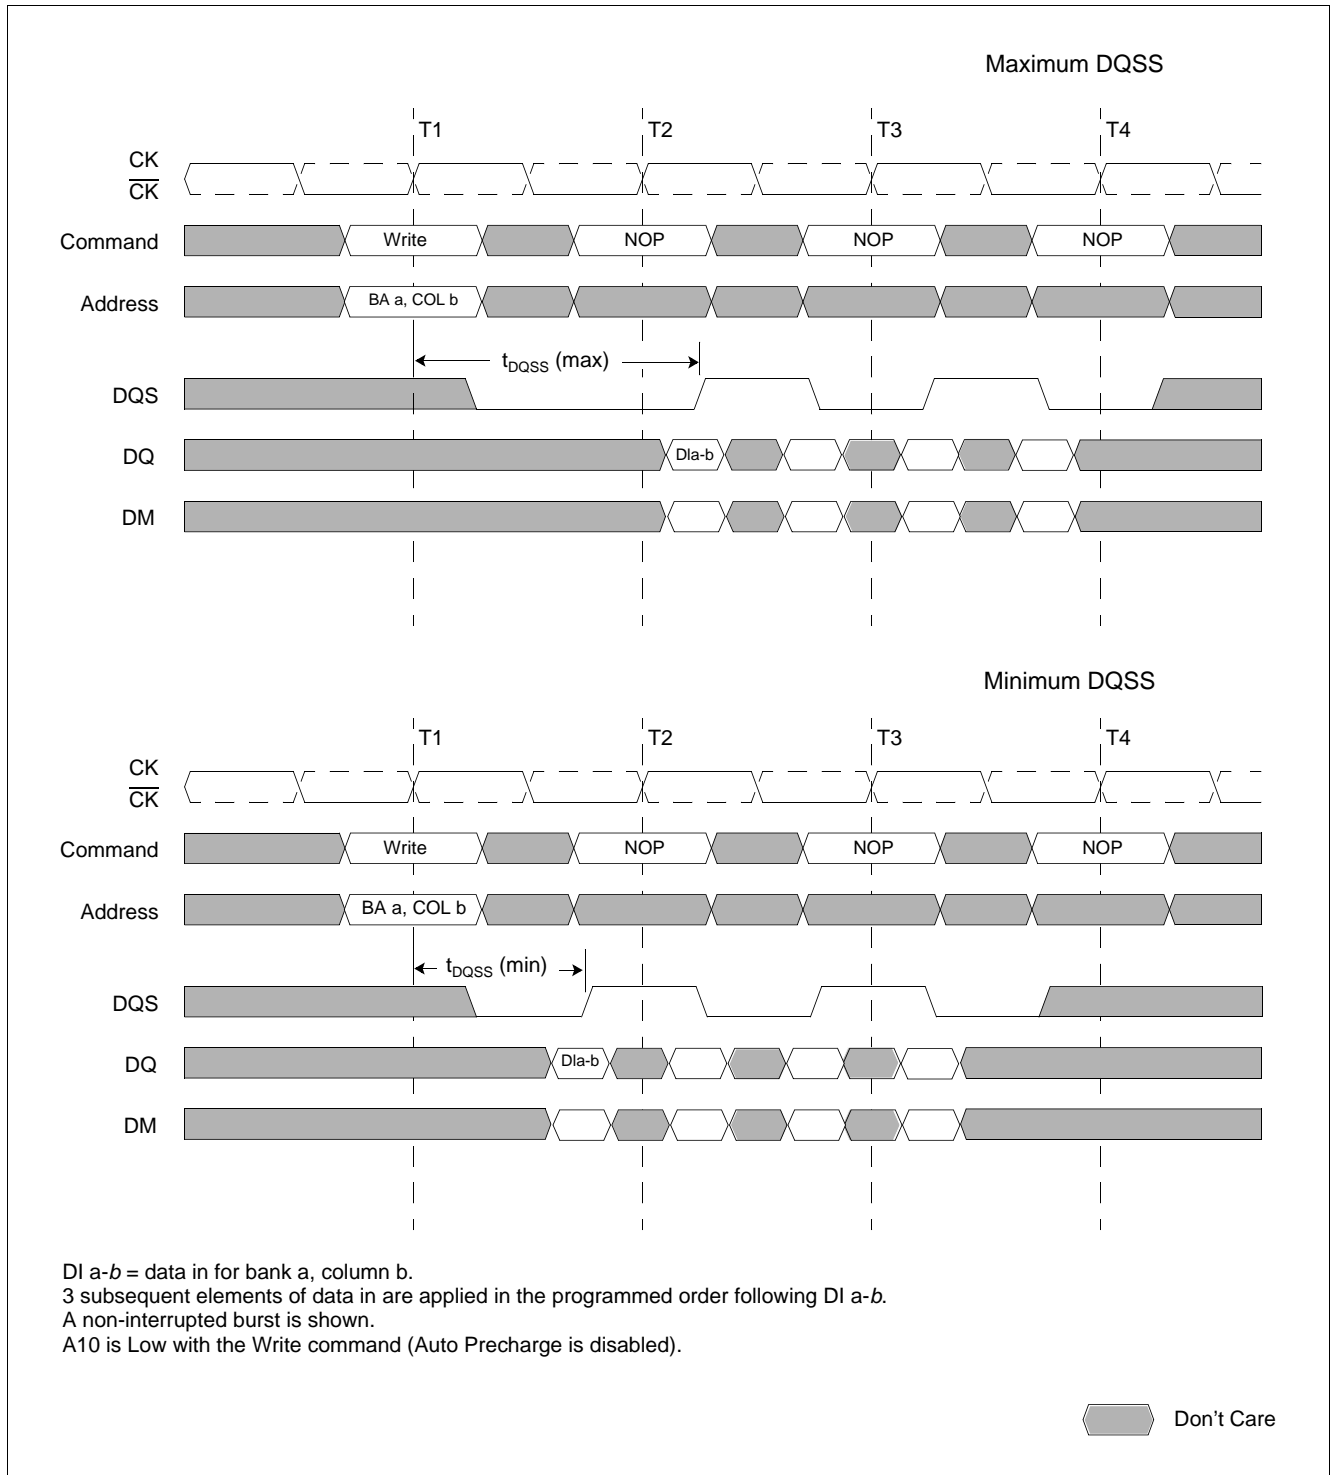 Maximum DQSS
T1 T2 T3 T4
CK
CK
Command Write NOP NOP NOP
Address BA a, COL b
tDQSS (max)
DQS
DQ DIa-b
DM
Minimum DQSS
T1 T2 T3 T4
CK
CK
Command Write NOP NOP NOP
Address BA a, COL b
tDQSS (min)
DQS
DQ DIa-b
DM
DI a-b = data in for bank a, column b.
3 subsequent elements of data in are applied in the programmed order following DI a-b.
A non-interrupted burst is shown.
A10 is Low with the Write command (Auto Precharge is disabled).
Don't Care